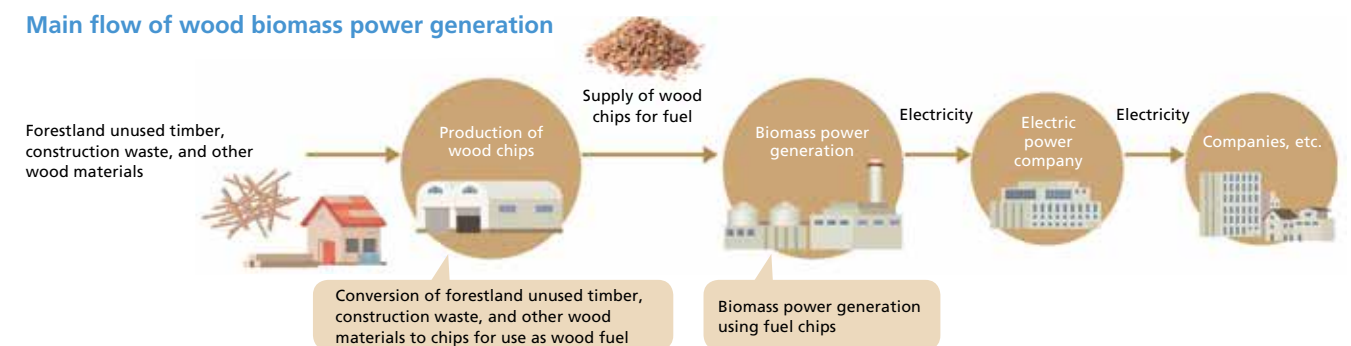 Main flow of wood biomass power generation
Forestland unused timber,
construction waste, and other
wood materials
Production of
wood chips
Supply of wood
chips for fuel
Biomass power
generation
Electricity
Electric
power
company
Electricity
Companies, etc.
Conversion of forestland unused timber,
construction waste, and other wood
materials to chips for use as wood fuel
Biomass power generation
using fuel chips